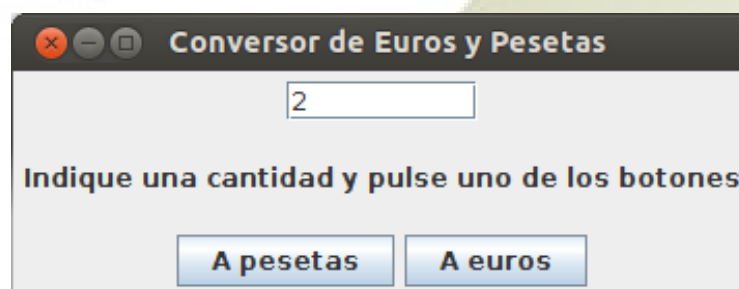 Conversor de Euros y Pesetas
2
Indique una cantidad y pulse uno de los botones
A pesetas A euros